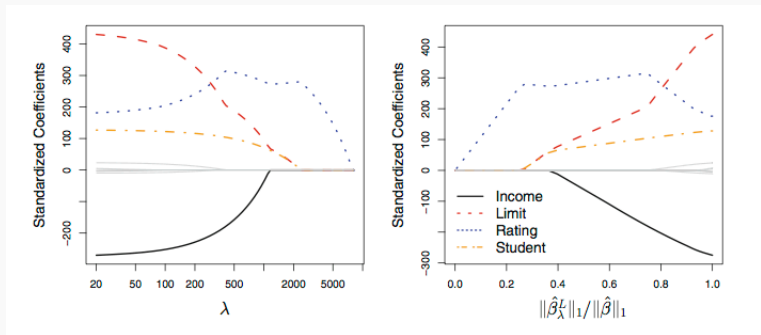 Standardized Coefficients
400
300
200
100
0
−200
20 50 100 200 500 2000 5000
λ
Standardized Coefficients
400
300
200
100
0
−100
−300
Income
Limit
Rating
Student
0.0 0.2 0.4 0.6 0.8 1.0
‖β̂ᴸ_λ‖₁/‖β̂‖₁